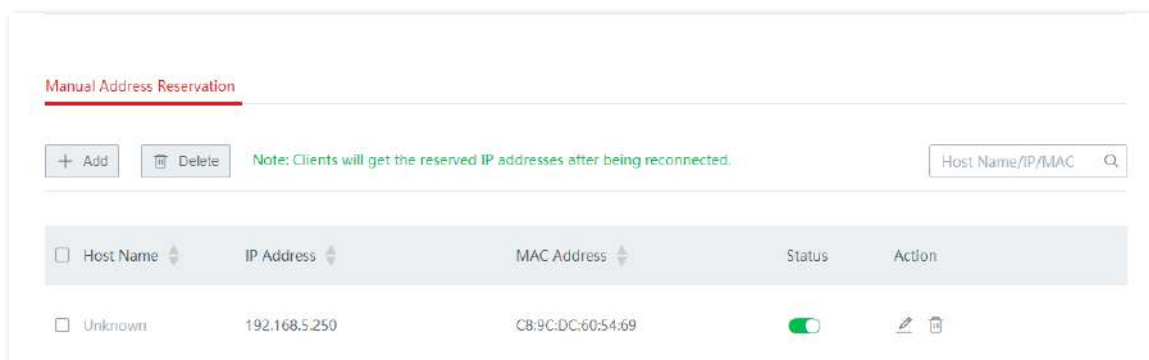 Manual Address Reservation
+ Add Delete Note: Clients will get the reserved IP addresses after being reconnected. Host Name/IP/MAC
Host Name IP Address MAC Address Status Action
Unknown 192.168.5.250 C8:9C:DC:60:54:69